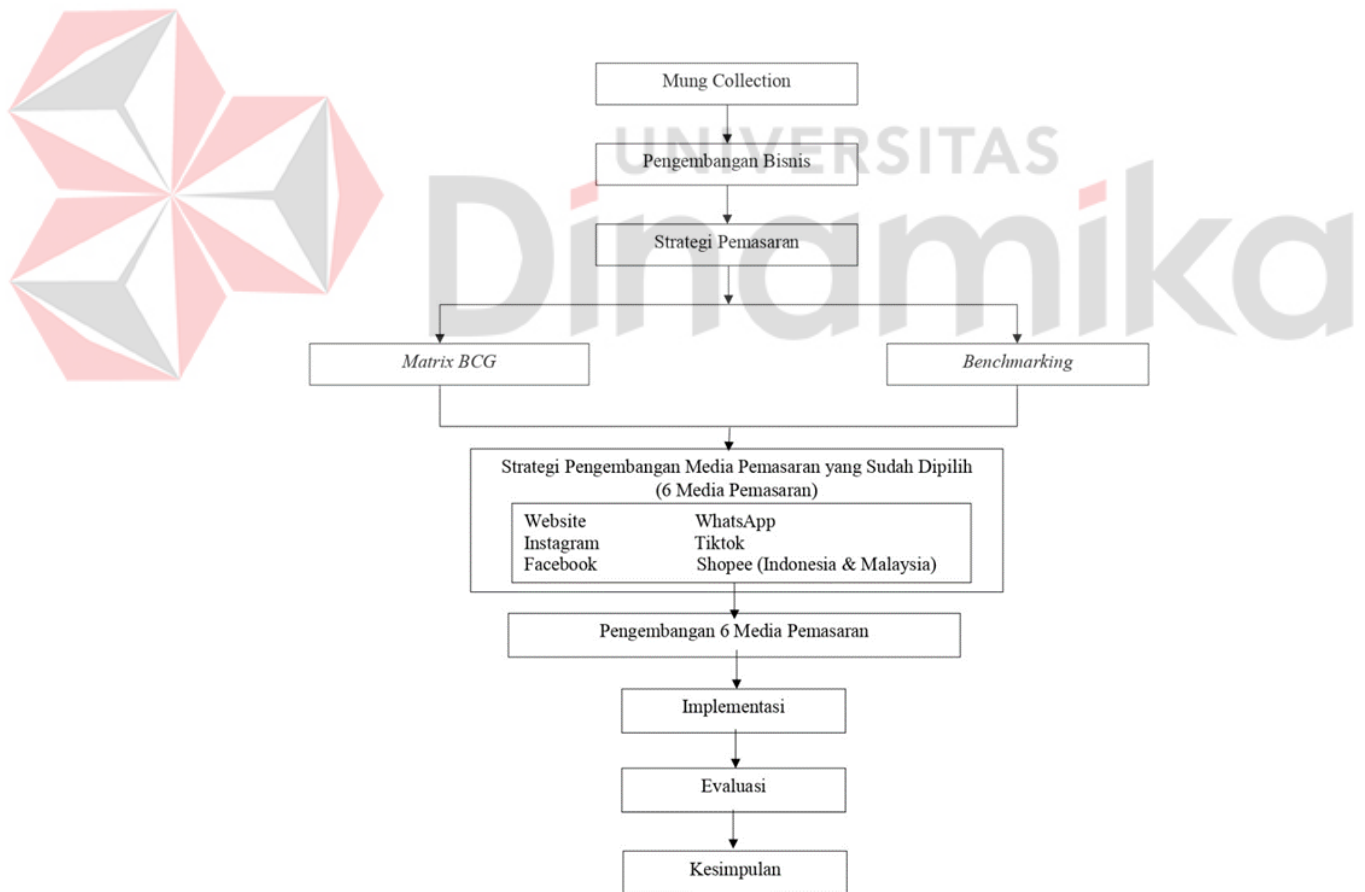 Mung Collection
UNIVERSITAS
Pengembangan Bisnis
Dinamika
Strategi Pemasaran
Matrix BCG
Benchmarking
Strategi Pengembangan Media Pemasaran yang Sudah Dipilih
(6 Media Pemasaran)
Website WhatsApp
Instagram Tiktok
Facebook Shopee (Indonesia & Malaysia)
Pengembangan 6 Media Pemasaran
Implementasi
Evaluasi
Kesimpulan